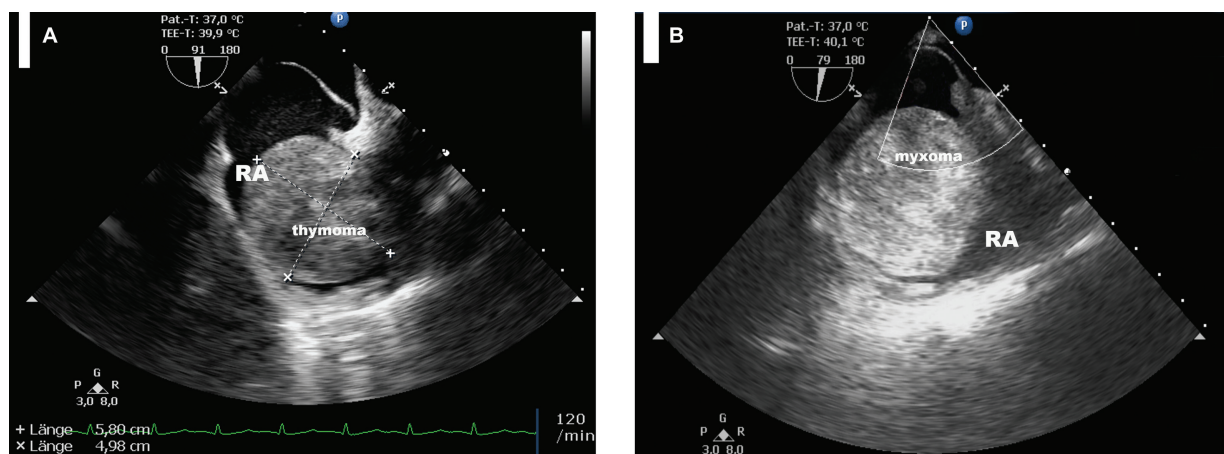 A
Pat.-T: 37,0 °C
TEE-T: 39,9 °C
0 91 180
P
RA
thymoma
G
P R
3,0 8,0
+ Länge 5,80 cm
× Länge 4,98 cm
120
/min
B
Pat.-T: 37,0 °C
TEE-T: 40,1 °C
0 79 180
P
myxoma
RA
G
P R
3,0 8,0